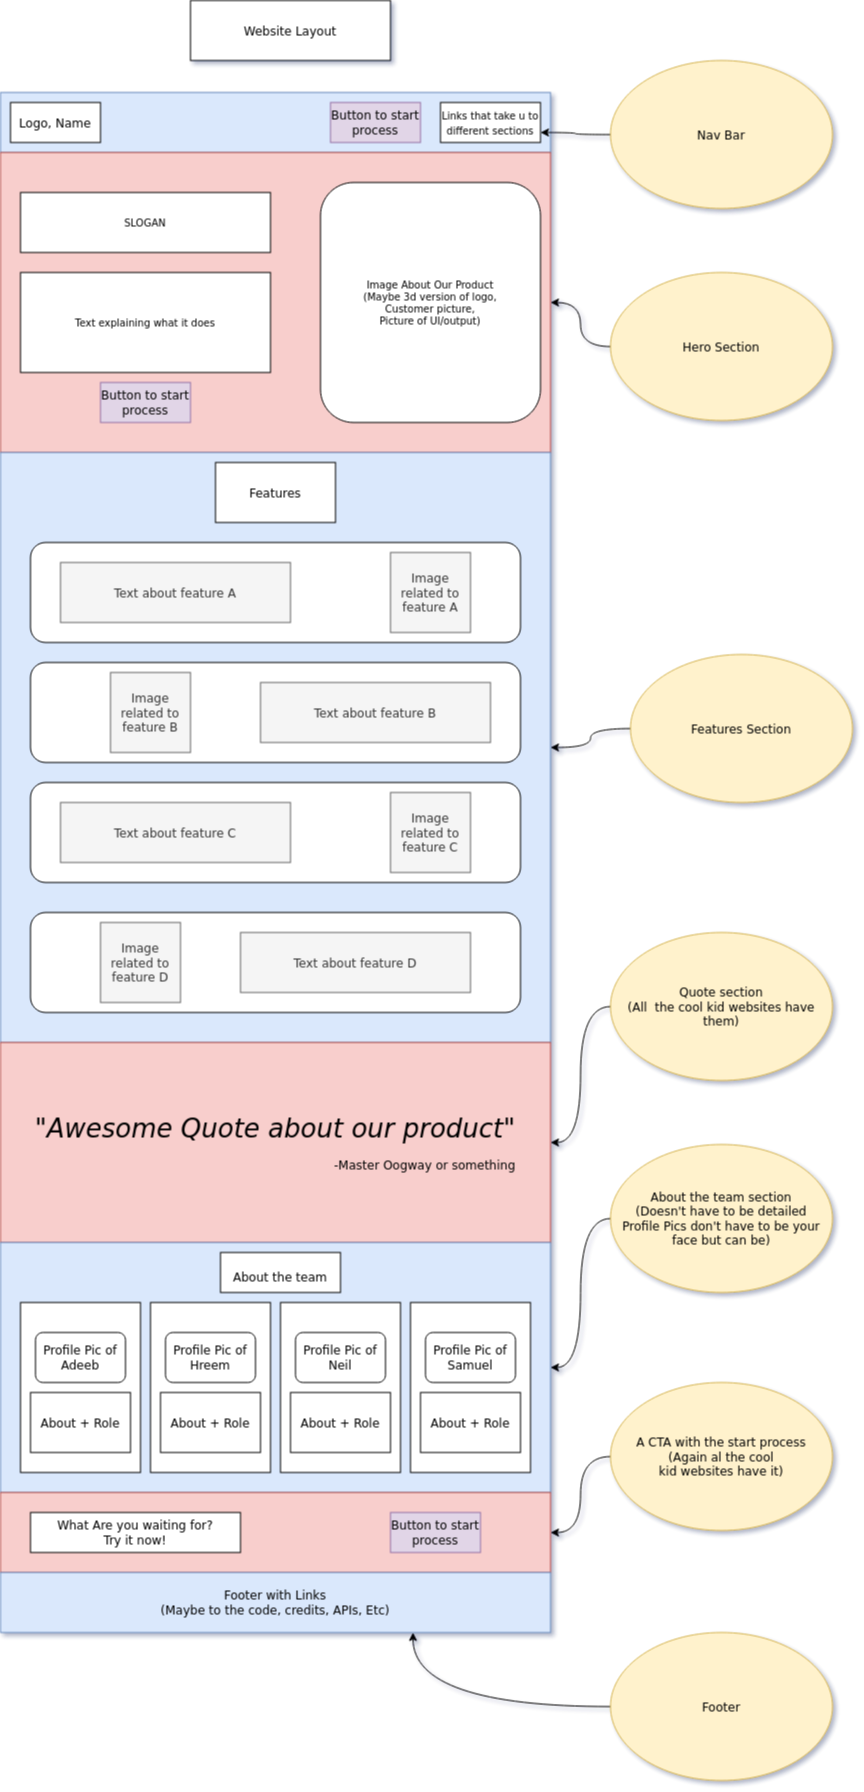 Website Layout
Logo, Name
Button to start
process
Links that take u to
different sections
Nav Bar
SLOGAN
Text explaining what it does
Button to start
process
Image About Our Product
(Maybe 3d version of logo,
Customer picture,
Picture of UI/output)
Hero Section
Features
Text about feature A
Image
related to
feature A
Image
related to
feature B
Text about feature B
Features Section
Text about feature C
Image
related to
feature C
Image
related to
feature D
Text about feature D
Quote section
(All  the cool kid websites have
them)
"Awesome Quote about our product"
-Master Oogway or something
About the team section
(Doesn't have to be detailed
Profile Pics don't have to be your
face but can be)
About the team
Profile Pic of
Adeeb
About + Role
Profile Pic of
Hreem
About + Role
Profile Pic of
Neil
About + Role
Profile Pic of
Samuel
About + Role
A CTA with the start process
(Again al the cool
kid websites have it)
What Are you waiting for?
Try it now!
Button to start
process
Footer with Links
(Maybe to the code, credits, APIs, Etc)
Footer